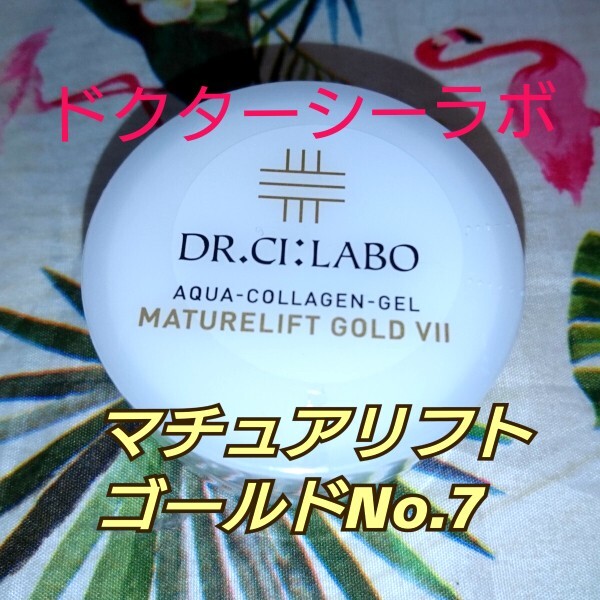 ドクターシーラボ
DR.CI:LABO
AQUA-COLLAGEN-GEL
MATURELIFT GOLD VII
マチュアリフト
ゴールドNo.7